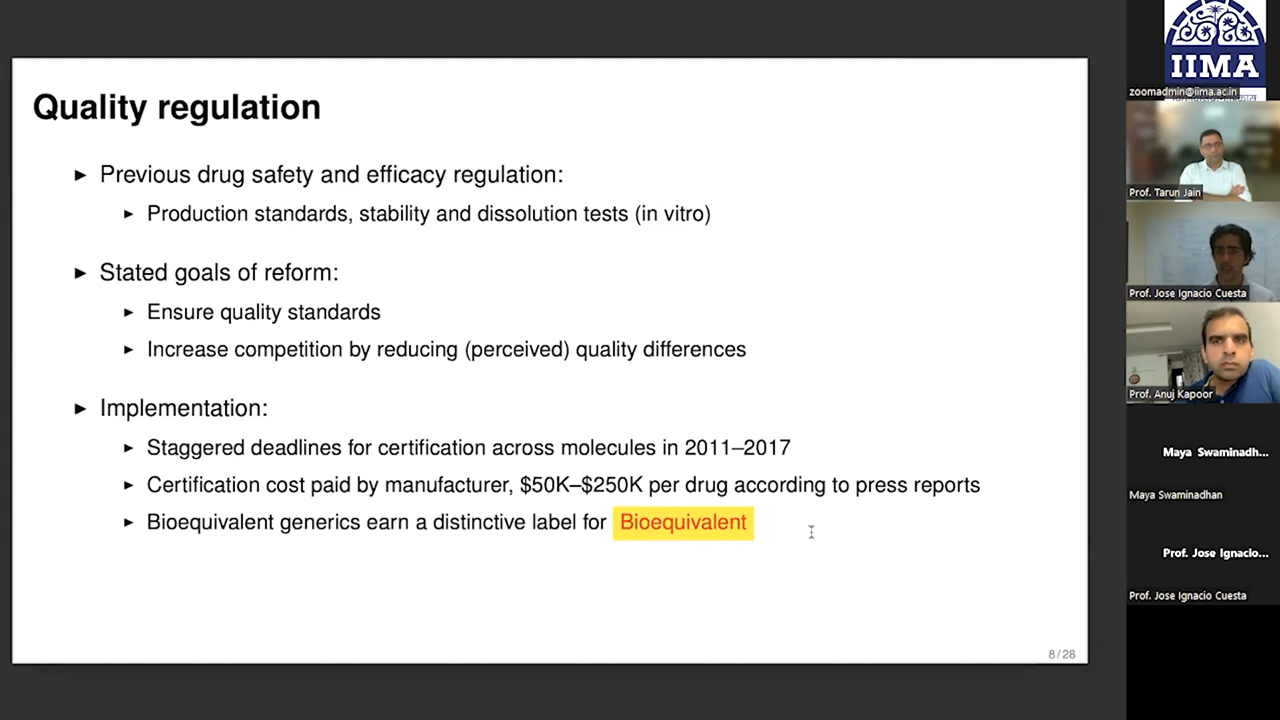 Quality regulation
► Previous drug safety and efficacy regulation:
► Production standards, stability and dissolution tests (in vitro)
► Stated goals of reform:
► Ensure quality standards
► Increase competition by reducing (perceived) quality differences
► Implementation:
► Staggered deadlines for certification across molecules in 2011–2017
► Certification cost paid by manufacturer, $50K–$250K per drug according to press reports
► Bioequivalent generics earn a distinctive label for Bioequivalent
8 / 28
IIMA
zoomadmin@iima.ac.in
Prof. Tarun Jain
Prof. Jose Ignacio Cuesta
Prof. Anuj Kapoor
Maya Swaminadh...
Maya Swaminadhan
Prof. Jose Ignacio...
Prof. Jose Ignacio Cuesta